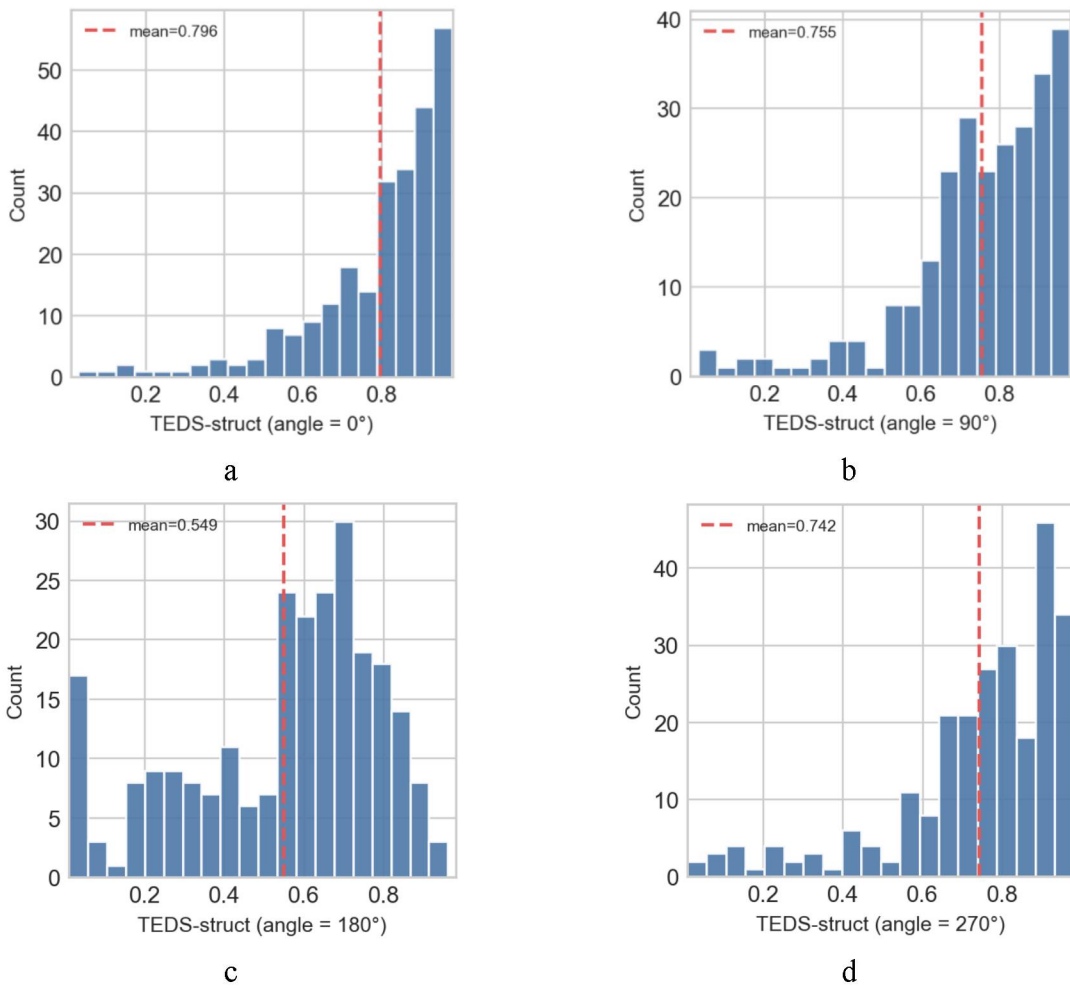 mean=0.796
50
40
30
20
10
0
Count
0.2 0.4 0.6 0.8
TEDS-struct (angle = 0°)
a
mean=0.755
40
30
20
10
0
Count
0.2 0.4 0.6 0.8
TEDS-struct (angle = 90°)
b
mean=0.549
30
25
20
15
10
5
0
Count
0.2 0.4 0.6 0.8
TEDS-struct (angle = 180°)
c
mean=0.742
40
30
20
10
0
Count
0.2 0.4 0.6 0.8
TEDS-struct (angle = 270°)
d